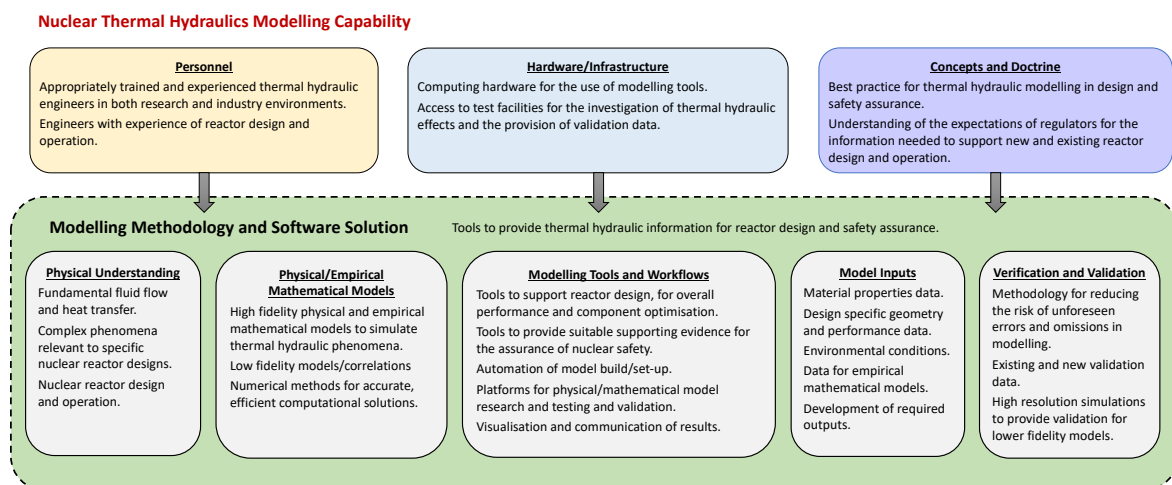 Nuclear Thermal Hydraulics Modelling Capability
Personnel
Appropriately trained and experienced thermal hydraulic
engineers in both research and industry environments.
Engineers with experience of reactor design and
operation.
Hardware/Infrastructure
Computing hardware for the use of modelling tools.
Access to test facilities for the investigation of thermal hydraulic
effects and the provision of validation data.
Concepts and Doctrine
Best practice for thermal hydraulic modelling in design and
safety assurance.
Understanding of the expectations of regulators for the
information needed to support new and existing reactor
design and operation.
Modelling Methodology and Software Solution
Tools to provide thermal hydraulic information for reactor design and safety assurance.
Physical Understanding
Fundamental fluid flow
and heat transfer.
Complex phenomena
relevant to specific
nuclear reactor designs.
Nuclear reactor design
and operation.
Physical/Empirical
Mathematical Models
High fidelity physical and empirical
mathematical models to simulate
thermal hydraulic phenomena.
Low fidelity models/correlations
Numerical methods for accurate,
efficient computational solutions.
Modelling Tools and Workflows
Tools to support reactor design, for overall
performance and component optimisation.
Tools to provide suitable supporting evidence for
the assurance of nuclear safety.
Automation of model build/set-up.
Platforms for physical/mathematical model
research and testing and validation.
Visualisation and communication of results.
Model Inputs
Material properties data.
Design specific geometry
and performance data.
Environmental conditions.
Data for empirical
mathematical models.
Development of required
outputs.
Verification and Validation
Methodology for reducing
the risk of unforeseen
errors and omissions in
modelling.
Existing and new validation
data.
High resolution simulations
to provide validation for
lower fidelity models.